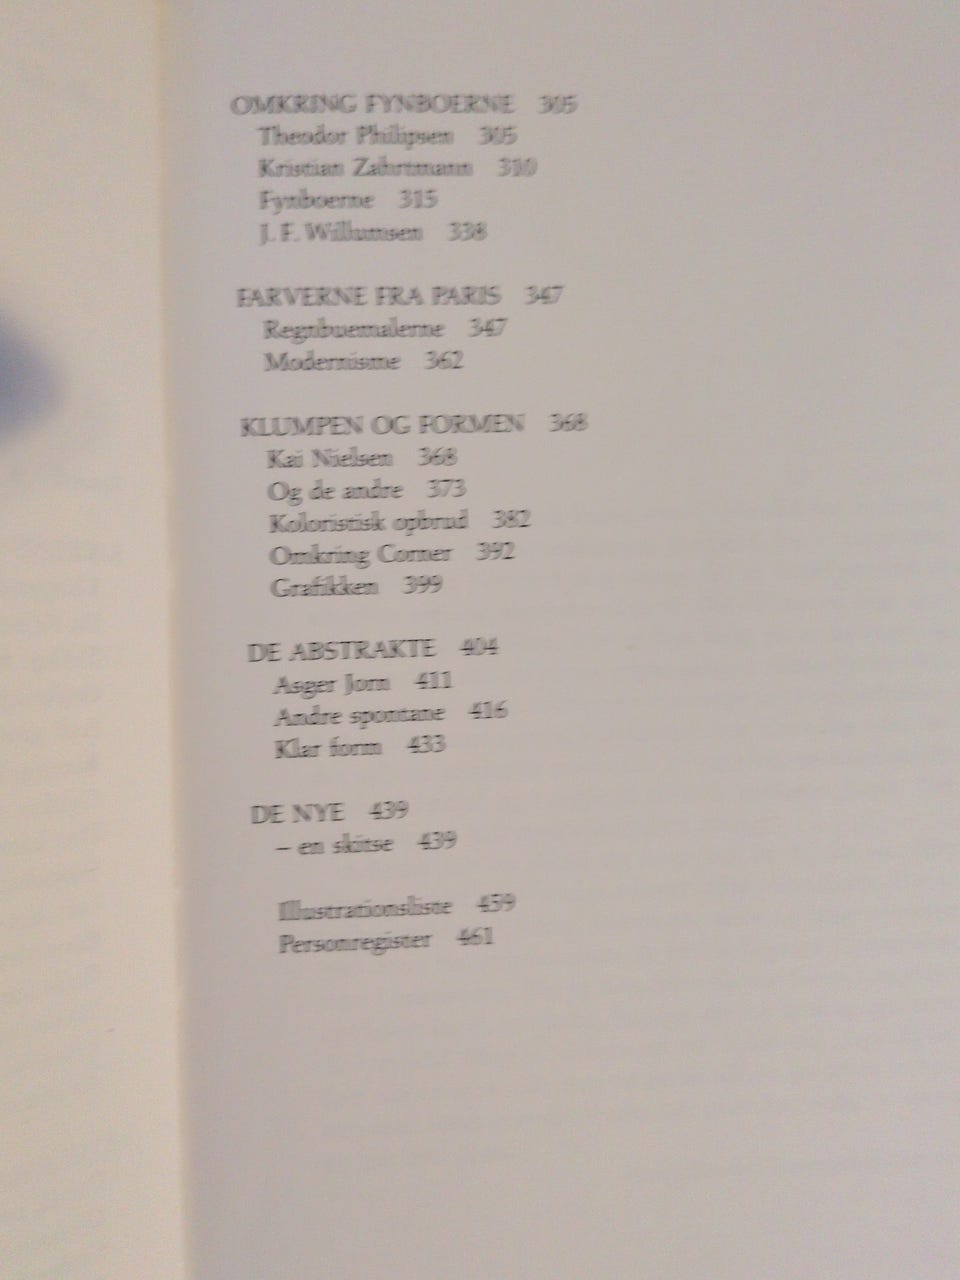 OMKRING FYNBOERNE 305
Theodor Philipsen 305
Kristian Zahrtmann 310
Fynboerne 315
J. F. Willumsen 338
FARVERNE FRA PARIS 347
Regnbuemalerne 347
Modernisme 362
KLUMPEN OG FORMEN 368
Kai Nielsen 368
Og de andre 373
Koloristisk opbrud 382
Omkring Corner 392
Grafikken 399
DE ABSTRAKTE 404
Asger Jorn 411
Andre spontane 416
Klar form 433
DE NYE 439
– en skitse 439
Illustrationsliste 459
Personregister 461